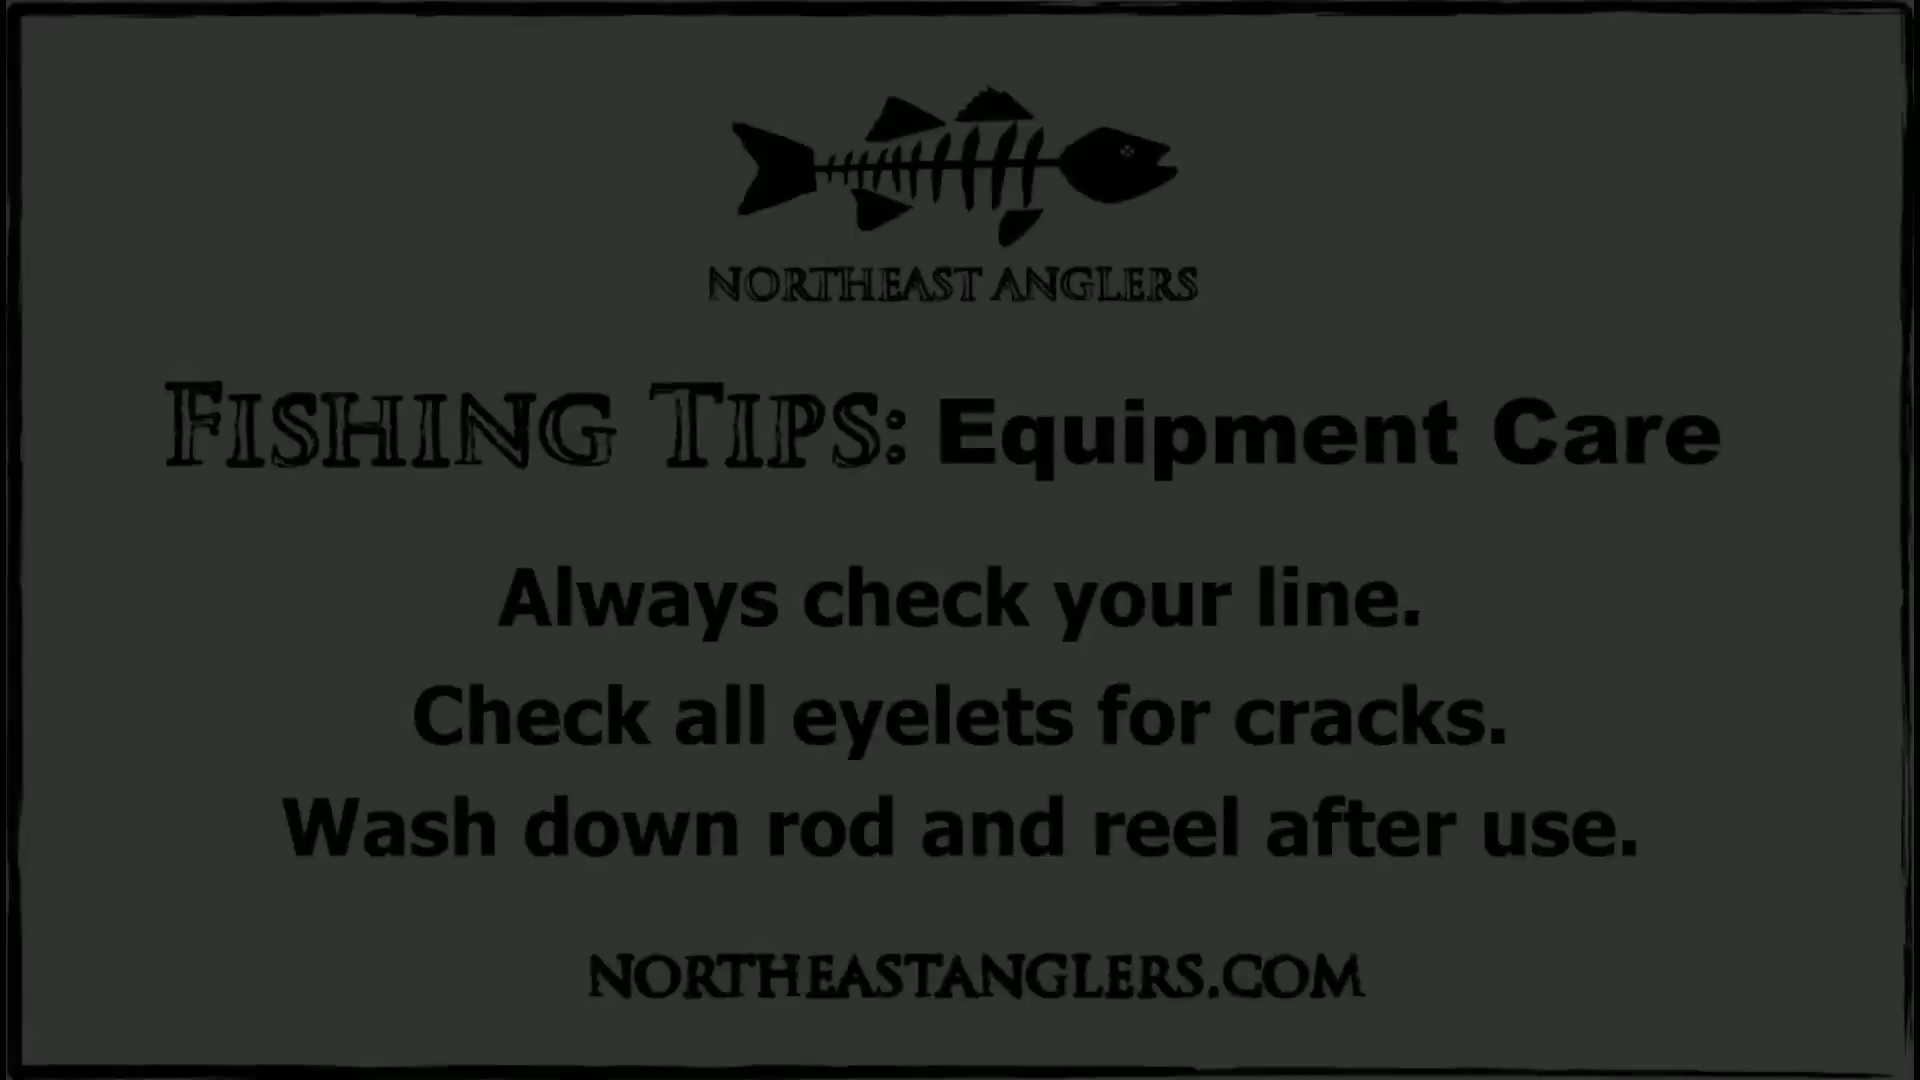 NORTHEAST ANGLERS
FISHING TIPS: Equipment Care
Always check your line.
Check all eyelets for cracks.
Wash down rod and reel after use.
NORTHEASTANGLERS.COM